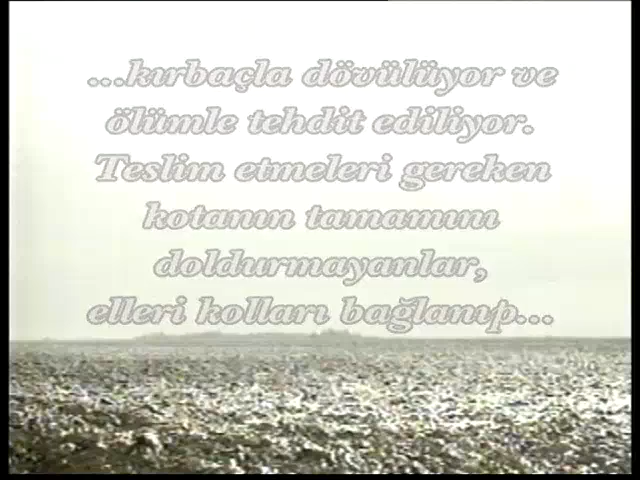 ...kırbaçla dövülüyor ve
ölümle tehdit ediliyor.
Teslim etmeleri gereken
kotanın tamamını
doldurmayanlar,
elleri kolları bağlanıp...